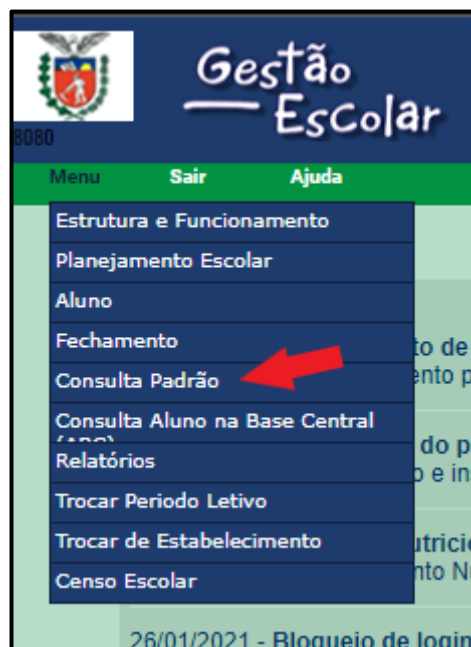 Gestão
Escolar
8080
Menu Sair Ajuda
Estrutura e Funcionamento
Planejamento Escolar
Aluno
Fechamento
to de
Consulta Padrão
ento p
Consulta Aluno na Base Central
(ABC)
do p
Relatórios
o e in
Trocar Periodo Letivo
Trocar de Estabelecimento
utrici
nto Nu
Censo Escolar
26/01/2021 - Bloqueio de login